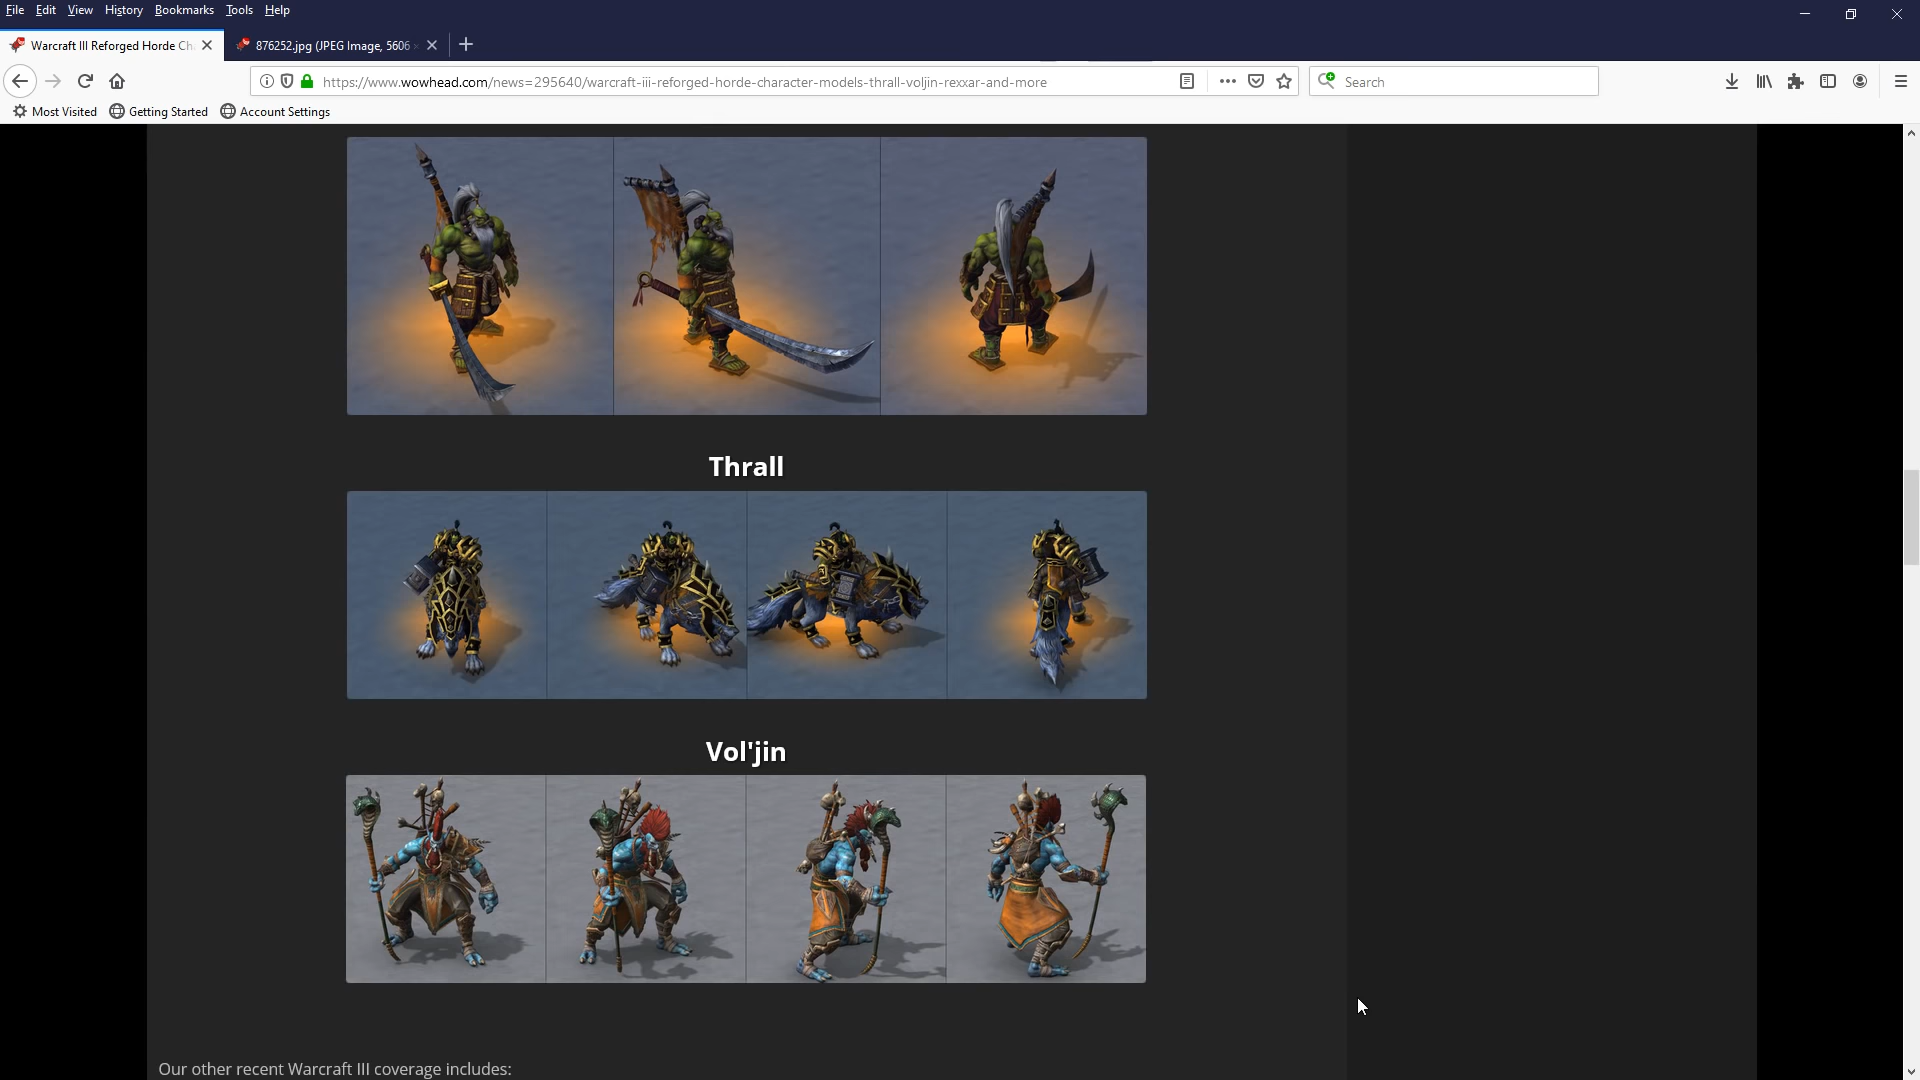 File Edit View History Bookmarks Tools Help
Warcraft III Reforged Horde Ch
876252.jpg (JPEG Image, 5606
https://www.wowhead.com/news=295640/warcraft-iii-reforged-horde-character-models-thrall-voljin-rexxar-and-more
Search
Most Visited Getting Started Account Settings
Thrall
Vol'jin
Our other recent Warcraft III coverage includes: